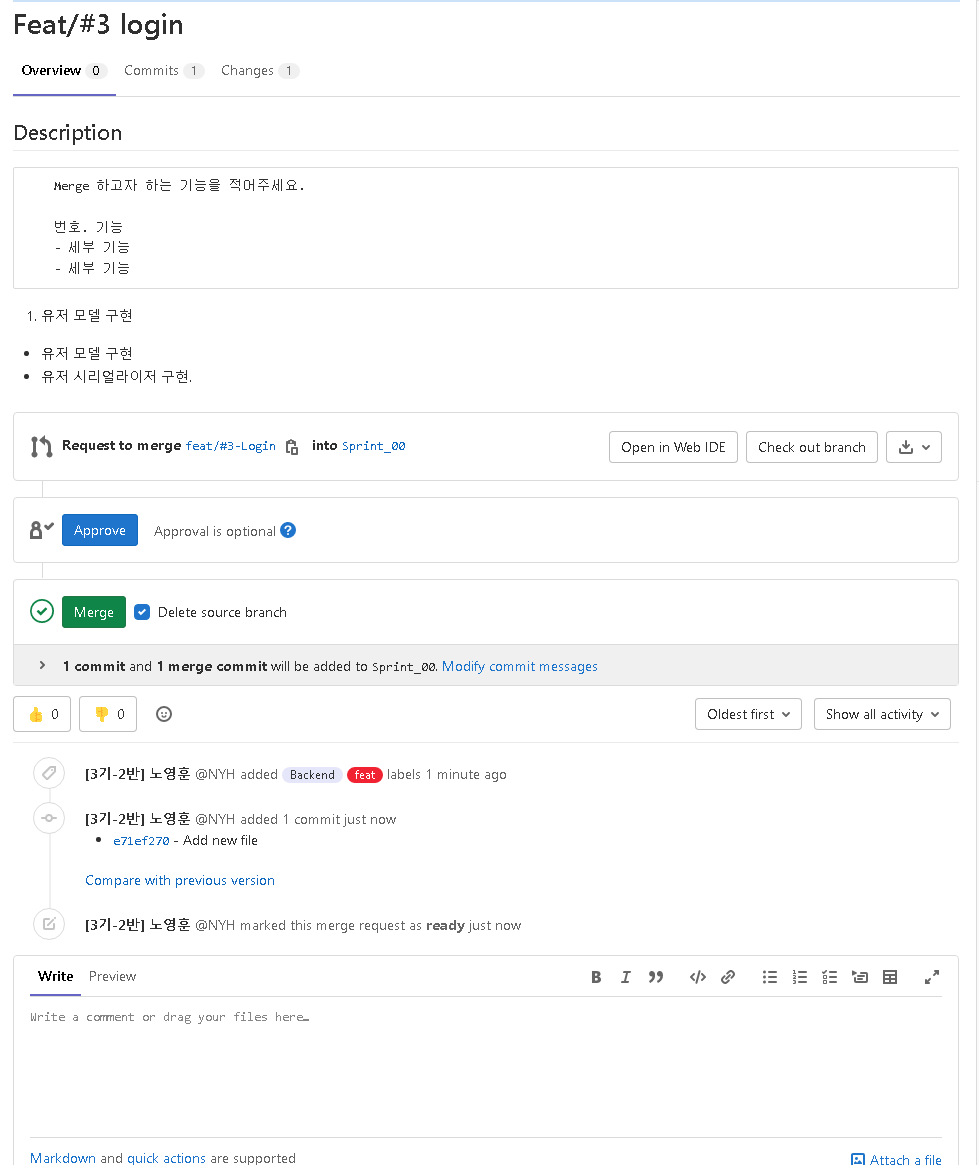 Feat/#3 login
Overview 0 Commits 1 Changes 1
Description
Merge 하고자 하는 기능을 적어주세요.
번호. 기능
- 세부 기능
- 세부 기능
1. 유저 모델 구현
• 유저 모델 구현
• 유저 시리얼라이저 구현.
Request to merge feat/#3-Login into Sprint_00 Open in Web IDE Check out branch
Approve Approval is optional ?
Merge Delete source branch
1 commit and 1 merge commit will be added to Sprint_00. Modify commit messages
👍 0 👎 0 Oldest first Show all activity
[3기-2반] 노영훈 @NYH added Backend feat labels 1 minute ago
[3기-2반] 노영훈 @NYH added 1 commit just now
• e71ef270 - Add new file
Compare with previous version
[3기-2반] 노영훈 @NYH marked this merge request as ready just now
Write Preview
Write a comment or drag your files here…
Markdown and quick actions are supported Attach a file